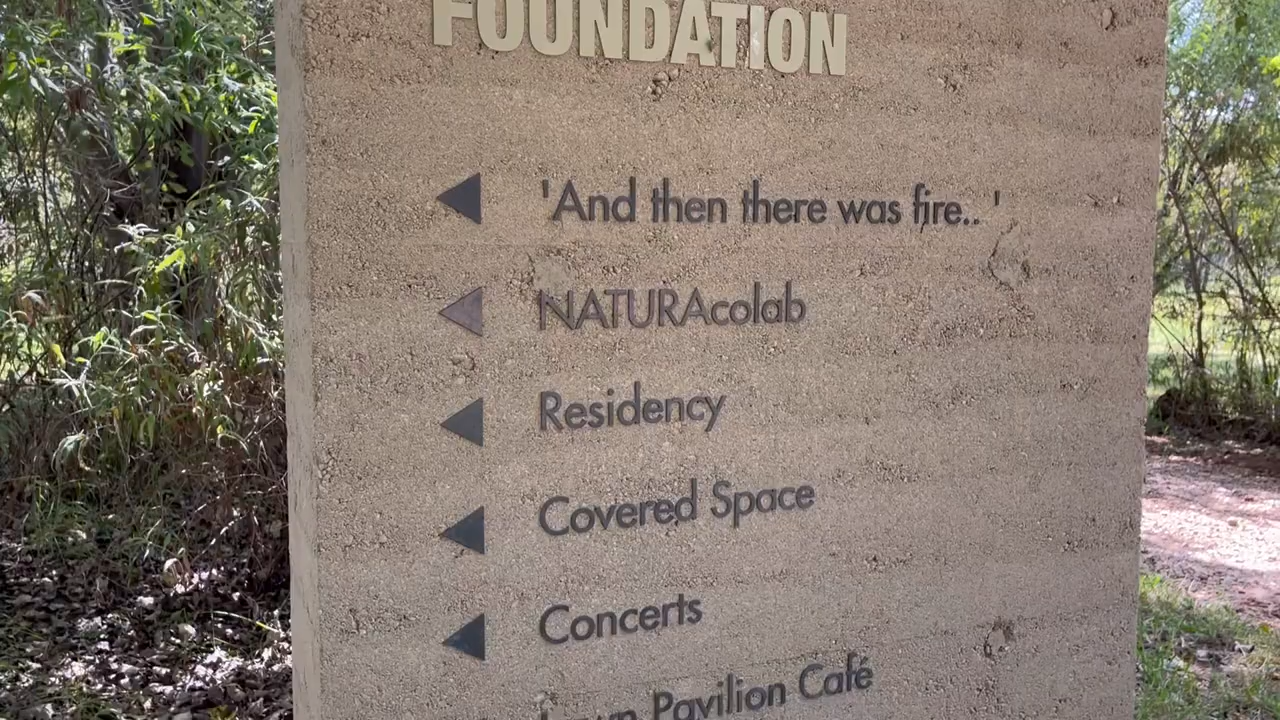 FOUNDATION
'And then there was fire.. '
NATURAcolab
Residency
Covered Space
Concerts
Pavilion Café